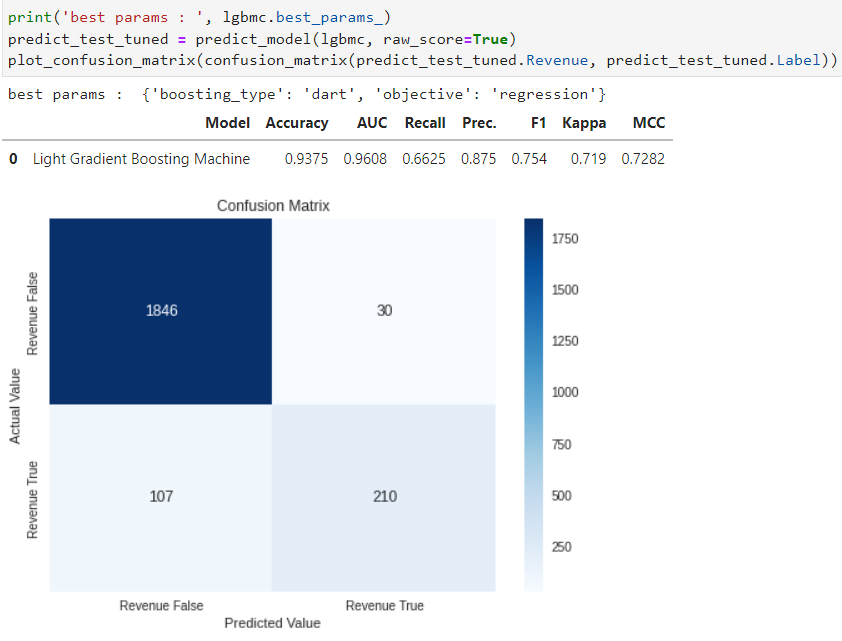 print('best params : ', lgbmc.best_params_)
predict_test_tuned = predict_model(lgbmc, raw_score=True)
plot_confusion_matrix(confusion_matrix(predict_test_tuned.Revenue, predict_test_tuned.Label))
best params :  {'boosting_type': 'dart', 'objective': 'regression'}
Model Accuracy AUC Recall Prec. F1 Kappa MCC
0 Light Gradient Boosting Machine 0.9375 0.9608 0.6625 0.875 0.754 0.719 0.7282
Confusion Matrix
Actual Value
Revenue False
1846 30
Revenue True
107 210
Revenue False Revenue True
Predicted Value
1750
1500
1250
1000
750
500
250